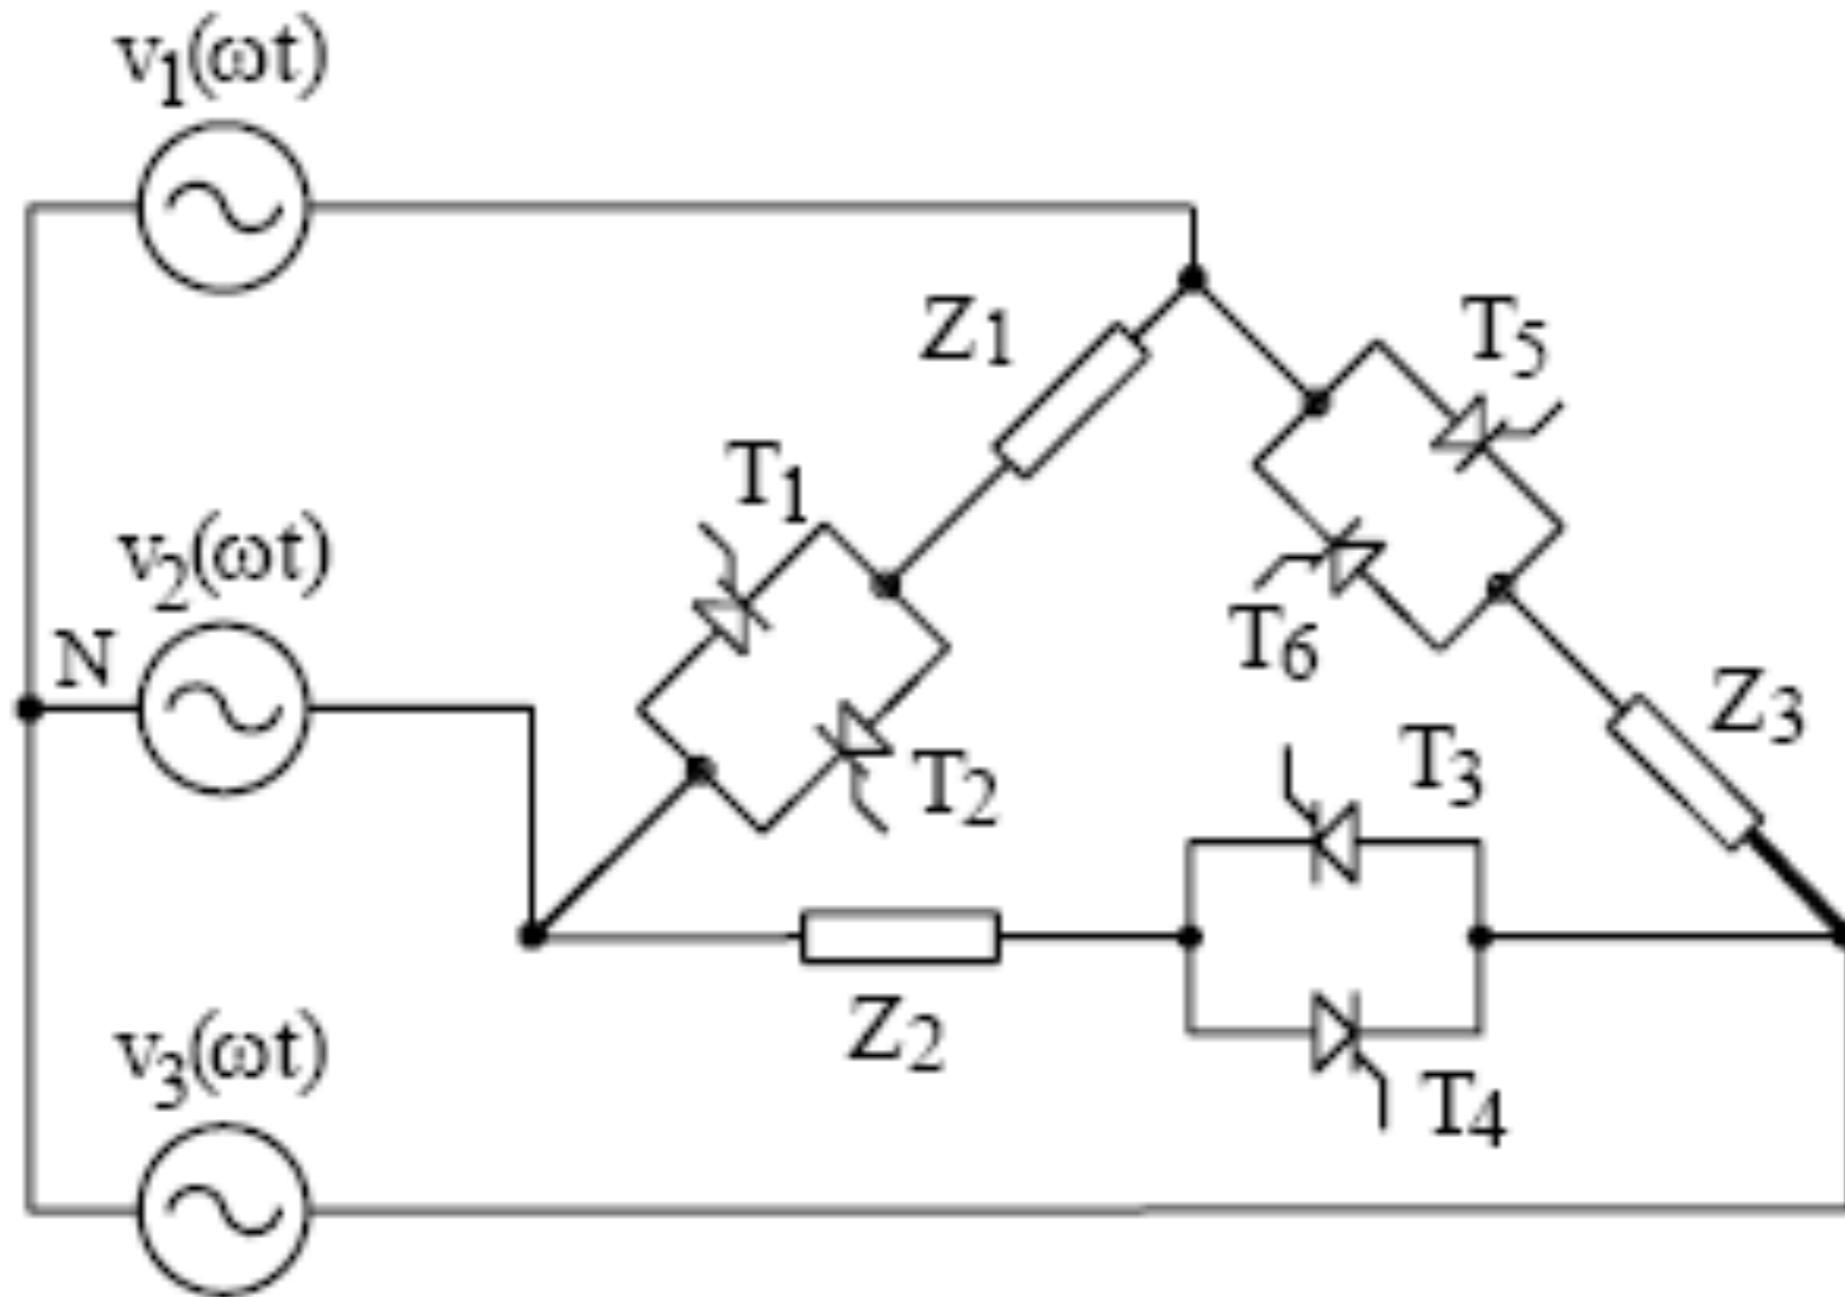 v₁(ωt)
Z₁
T₅
T₁
v₂(ωt)
N
T₆
Z₃
T₂
T₃
Z₂
v₃(ωt)
T₄